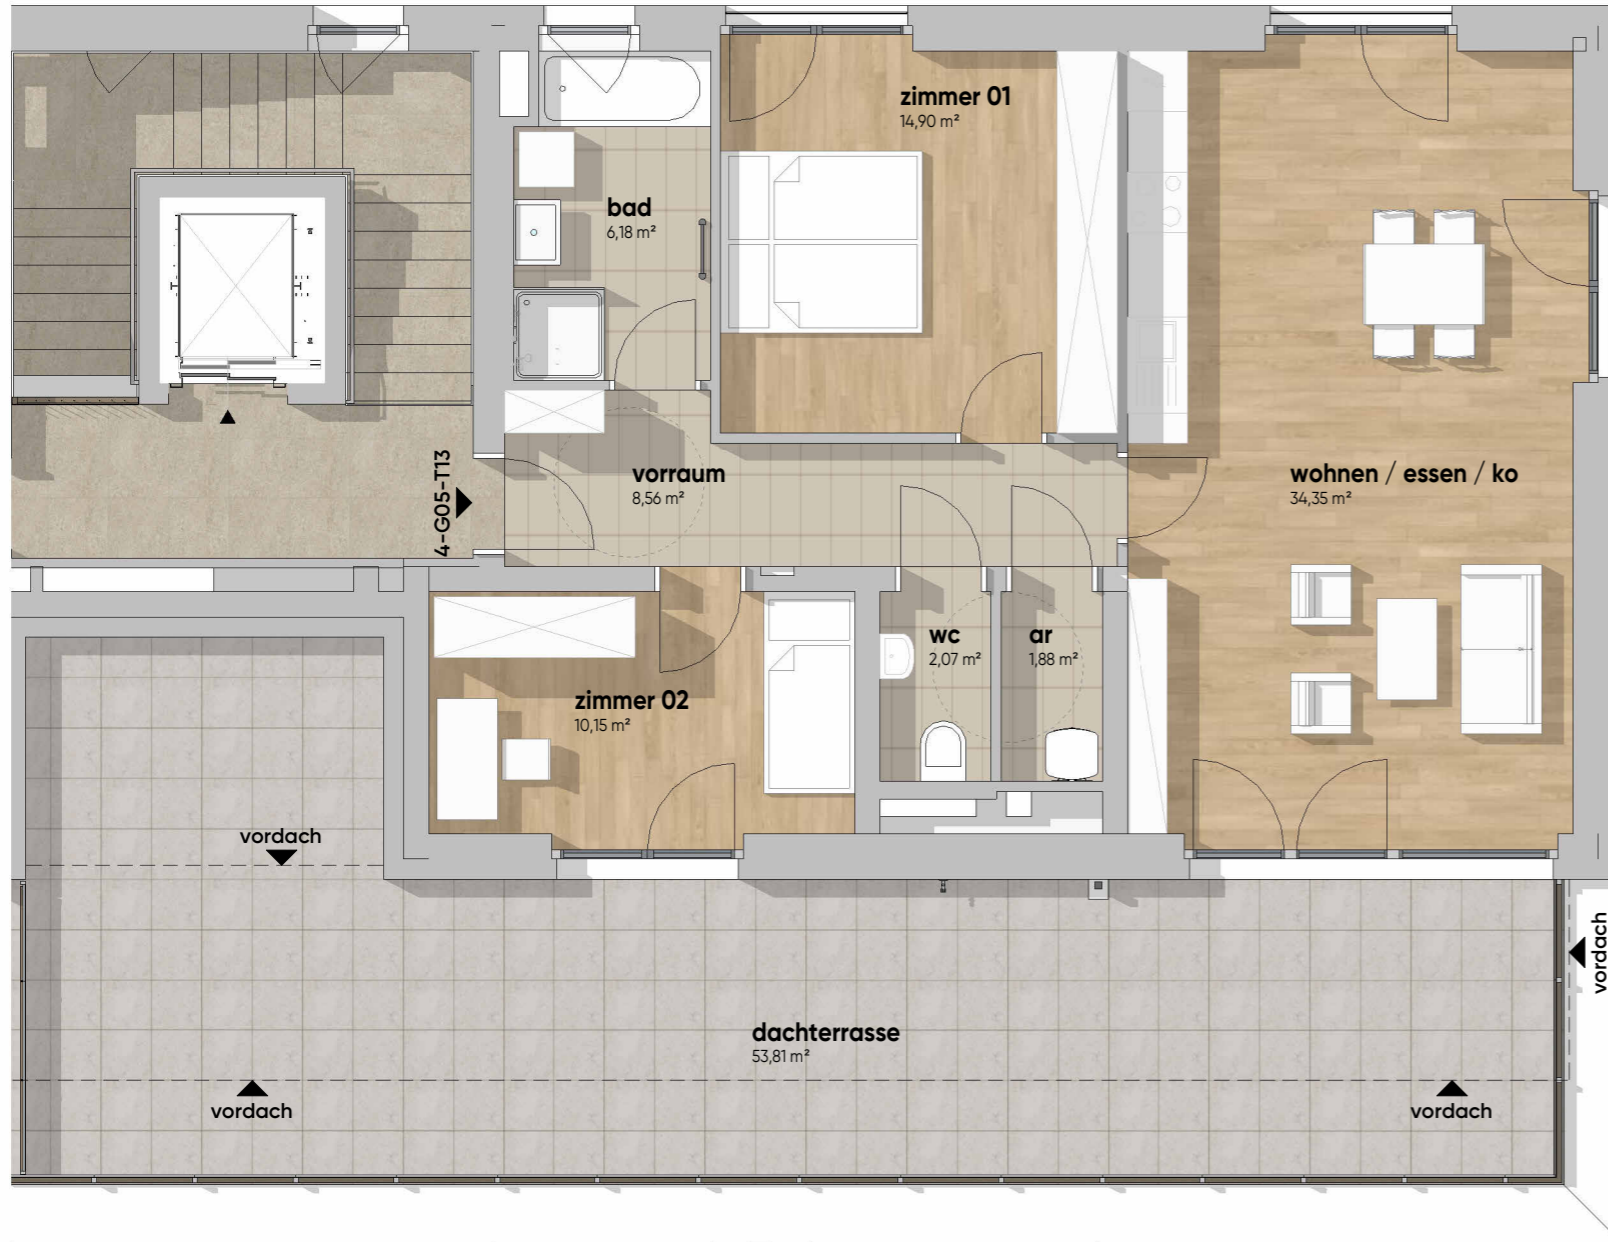 zimmer 01
14,90 m²
bad
6,18 m²
4-G05-T13
vorraum
8,56 m²
wohnen / essen / ko
34,35 m²
wc
2,07 m²
ar
1,88 m²
zimmer 02
10,15 m²
vordach
vordach
dachterrasse
53,81 m²
vordach
vordach